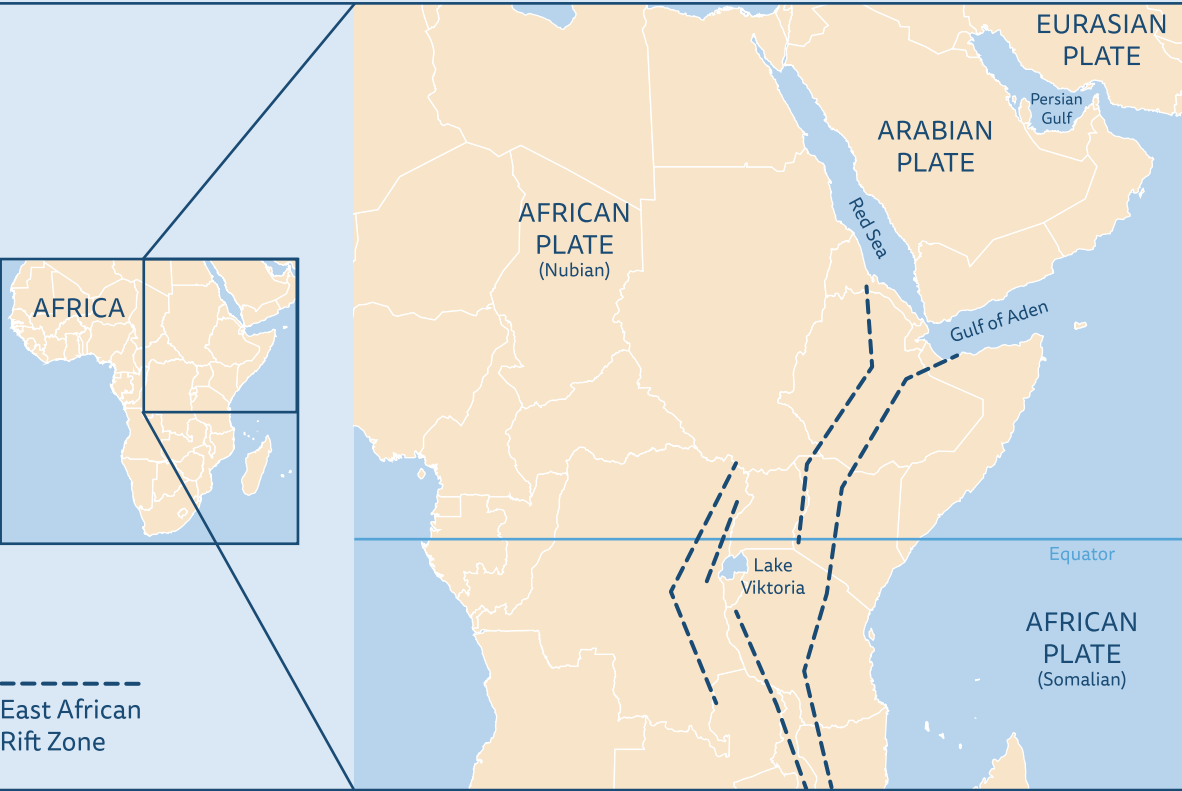 EURASIAN
PLATE
Persian
Gulf
ARABIAN
PLATE
AFRICAN
PLATE
(Nubian)
Red Sea
AFRICA
Gulf of Aden
Equator
Lake
Viktoria
AFRICAN
PLATE
(Somalian)
East African
Rift Zone